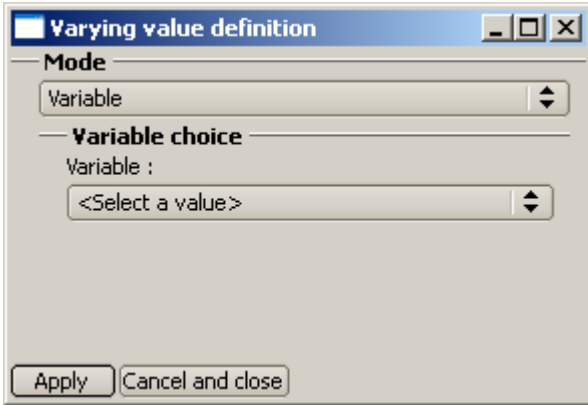 Varying value definition
Mode
Variable
Variable choice
Variable :
<Select a value>
Apply Cancel and close